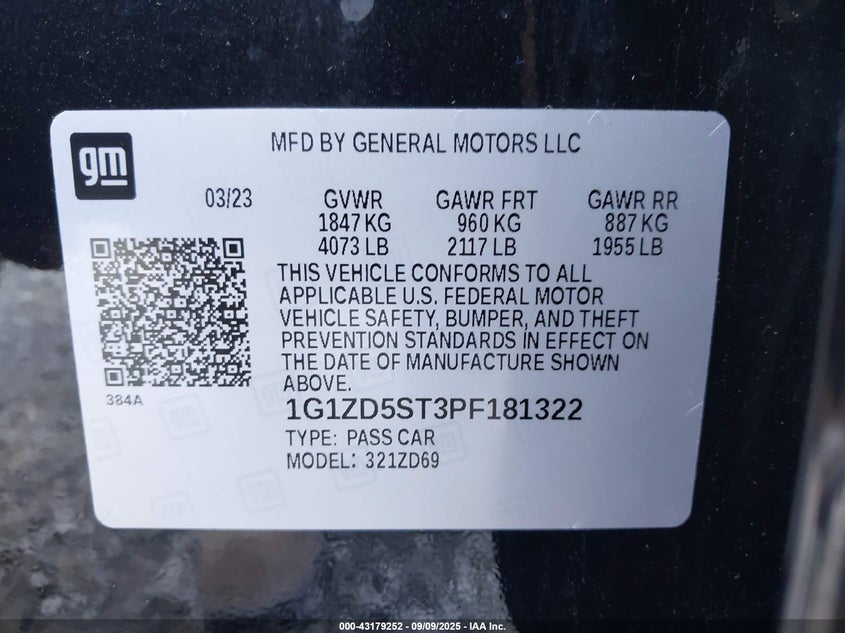 gm
MFD BY GENERAL MOTORS LLC
03/23 GVWR GAWR FRT GAWR RR
1847 KG 960 KG 887 KG
4073 LB 2117 LB 1955 LB
THIS VEHICLE CONFORMS TO ALL
APPLICABLE U.S. FEDERAL MOTOR
VEHICLE SAFETY, BUMPER, AND THEFT
PREVENTION STANDARDS IN EFFECT ON
THE DATE OF MANUFACTURE SHOWN
ABOVE.
384A
1G1ZD5ST3PF181322
TYPE: PASS CAR
MODEL: 321ZD69
000-43179252 - 09/09/2025 - IAA Inc.